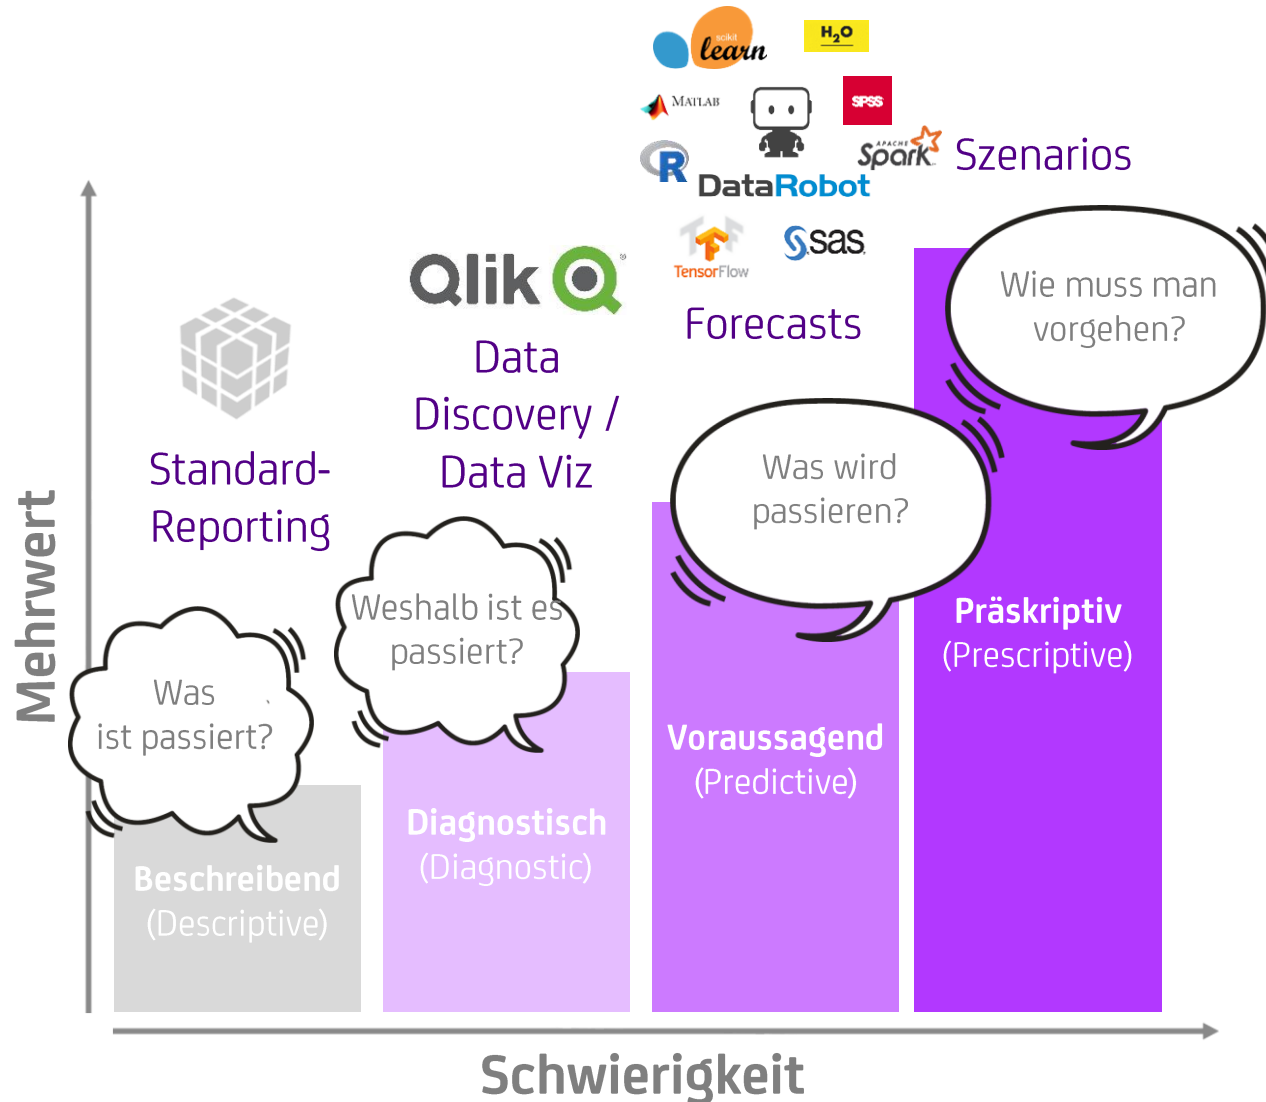 scikit
learn
H2O
MATLAB
SPSS
APACHE
Spark
R
DataRobot
Szenarios
TF
TensorFlow
sas
Qlik
Forecasts
Wie muss man
vorgehen?
Data
Discovery /
Data Viz
Standard-
Reporting
Was wird
passieren?
Weshalb ist es
passiert?
Was
ist passiert?
Mehrwert
Präskriptiv
(Prescriptive)
Voraussagend
(Predictive)
Diagnostisch
(Diagnostic)
Beschreibend
(Descriptive)
Schwierigkeit